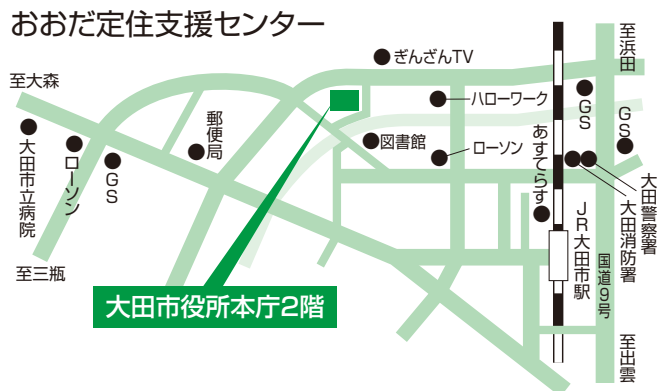 おおだ定住支援センター
至大森
大田市立病院
ローソン
GS
郵便局
至三瓶
ぎんざんTV
ハローワーク
図書館
ローソン
あすてらす
GS
GS
至浜田
大田警察署
大田消防署
JR大田市駅
国道9号
至出雲
大田市役所本庁2階